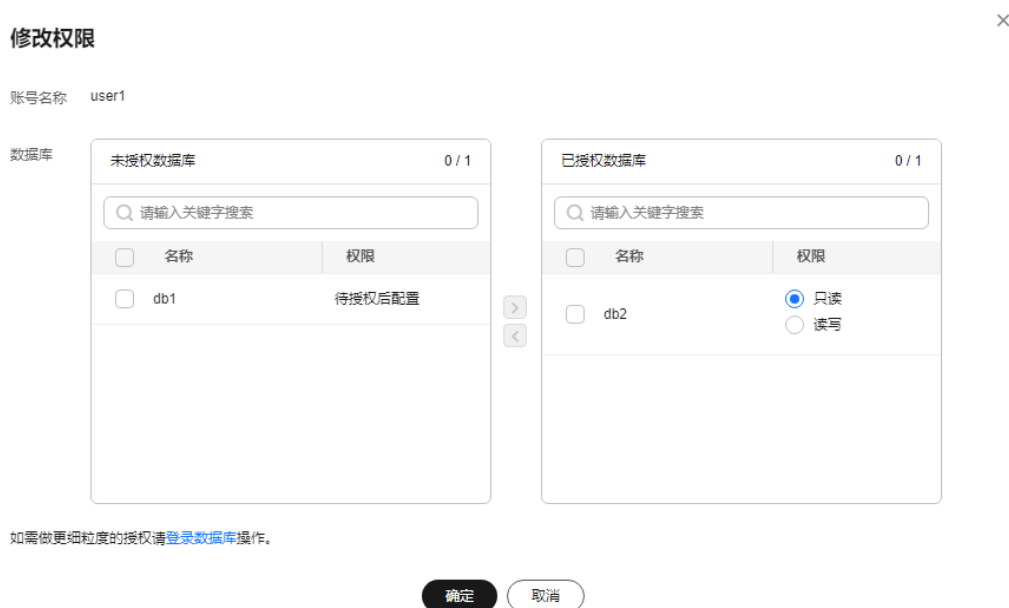 修改权限
账号名称 user1
数据库
未授权数据库 0 / 1
请输入关键字搜索
名称 权限
db1 待授权后配置
已授权数据库 0 / 1
请输入关键字搜索
名称 权限
db2
只读
读写
如需做更细粒度的授权请登录数据库操作。
确定 取消